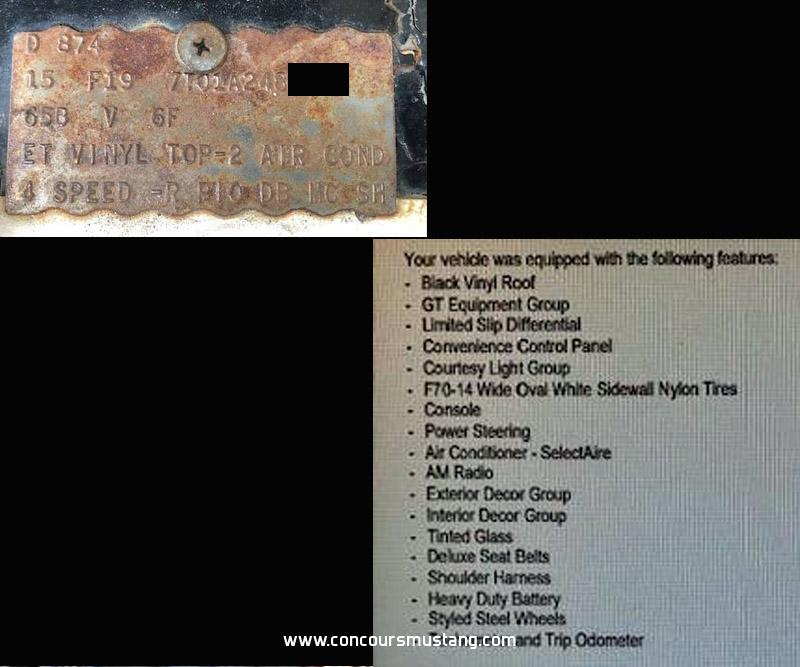 D 874
15 F19 7T01A248
65B V 6F
ET VINYL TOP=2 AIR COND
4 SPEED =R DB MC SH
Your vehicle was equipped with the following features:
- Black Vinyl Roof
- GT Equipment Group
- Limited Slip Differential
- Convenience Control Panel
- Courtesy Light Group
- F70-14 Wide Oval White Sidewall Nylon Tires
- Console
- Power Steering
- Air Conditioner - SelectAire
- AM Radio
- Exterior Decor Group
- Interior Decor Group
- Tinted Glass
- Deluxe Seat Belts
- Shoulder Harness
- Heavy Duty Battery
- Styled Steel Wheels
- and Trip Odometer
www.concoursmustang.com